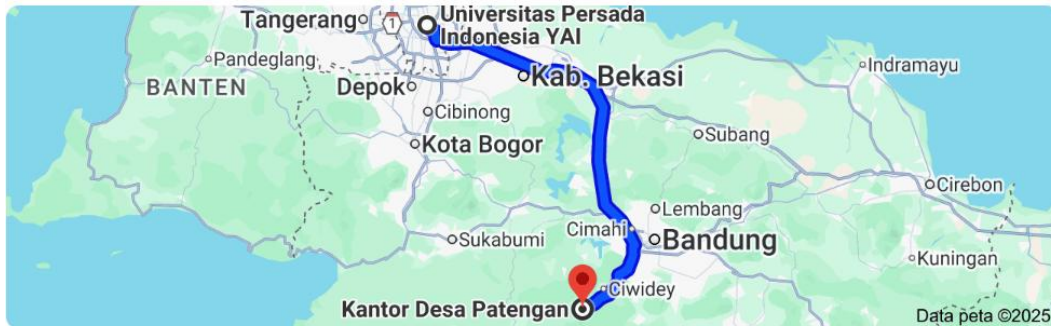 Tangerang
1
Universitas Persada
Indonesia YAI
Pandeglang
BANTEN
Depok
Kab. Bekasi
Indramayu
Cibinong
Subang
Kota Bogor
Cirebon
Lembang
Cimahi
Bandung
Sukabumi
Kuningan
Ciwidey
Kantor Desa Patengan
Data peta ©2025